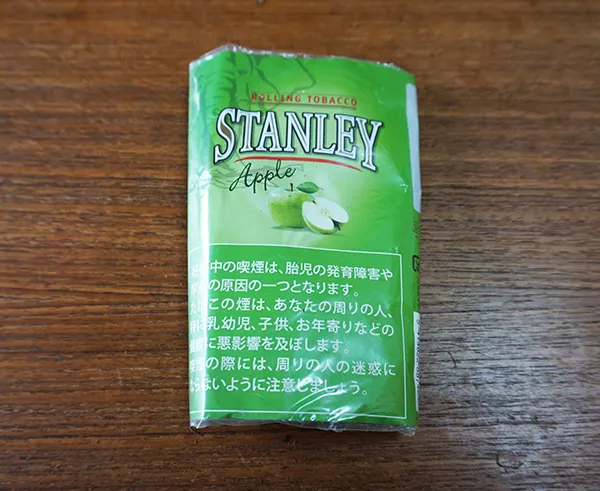 ROLLING TOBACCO
STANLEY
Apple
中の喫煙は、胎児の発育障害や
の原因の一つとなります。
この煙は、あなたの周りの人、
乳幼児、子供、お年寄りなどの
に悪影響を及ぼします。
の際には、周りの人の迷惑に
ならないように注意しましょう。